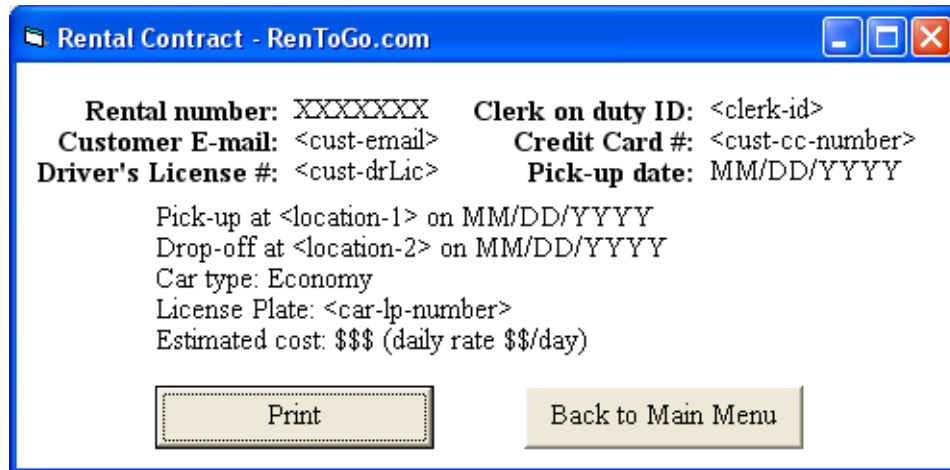 Rental Contract - RenToGo.com
Rental number: XXXXXXX Clerk on duty ID: <clerk-id>
Customer E-mail: <cust-email> Credit Card #: <cust-cc-number>
Driver's License #: <cust-drLic> Pick-up date: MM/DD/YYYY
Pick-up at <location-1> on MM/DD/YYYY
Drop-off at <location-2> on MM/DD/YYYY
Car type: Economy
License Plate: <car-lp-number>
Estimated cost: $$$ (daily rate $$/day)
Print Back to Main Menu